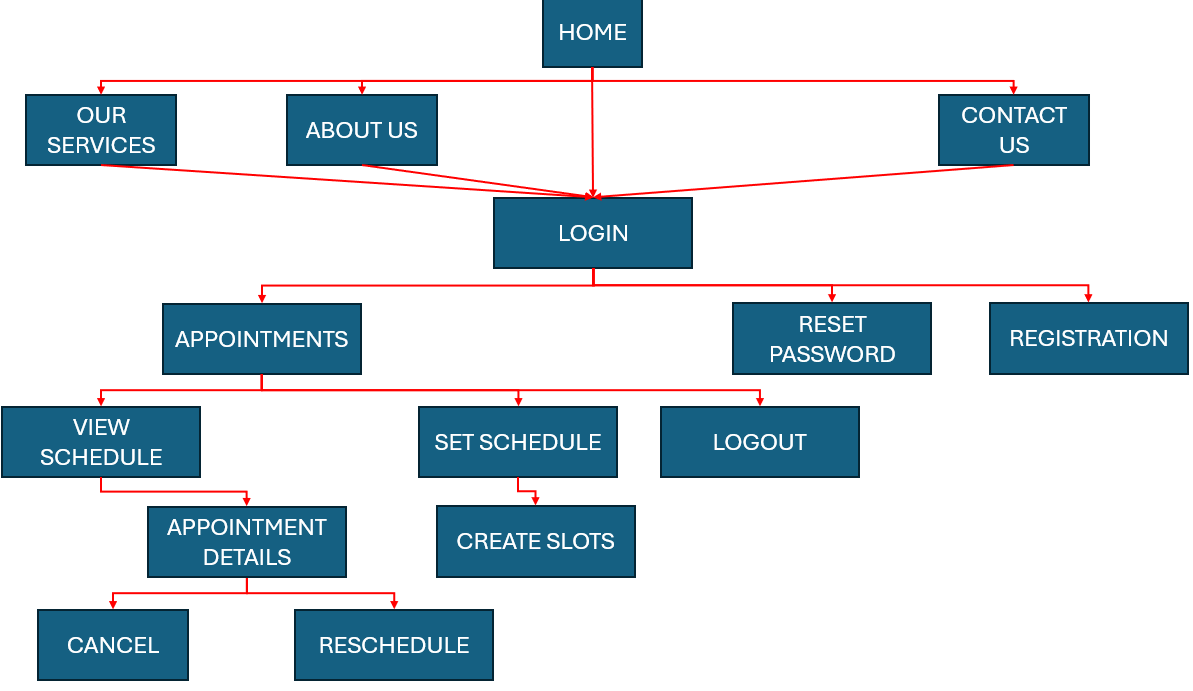 HOME
OUR
SERVICES
ABOUT US
CONTACT
US
LOGIN
APPOINTMENTS
RESET
PASSWORD
REGISTRATION
VIEW
SCHEDULE
SET SCHEDULE
LOGOUT
APPOINTMENT
DETAILS
CREATE SLOTS
CANCEL
RESCHEDULE